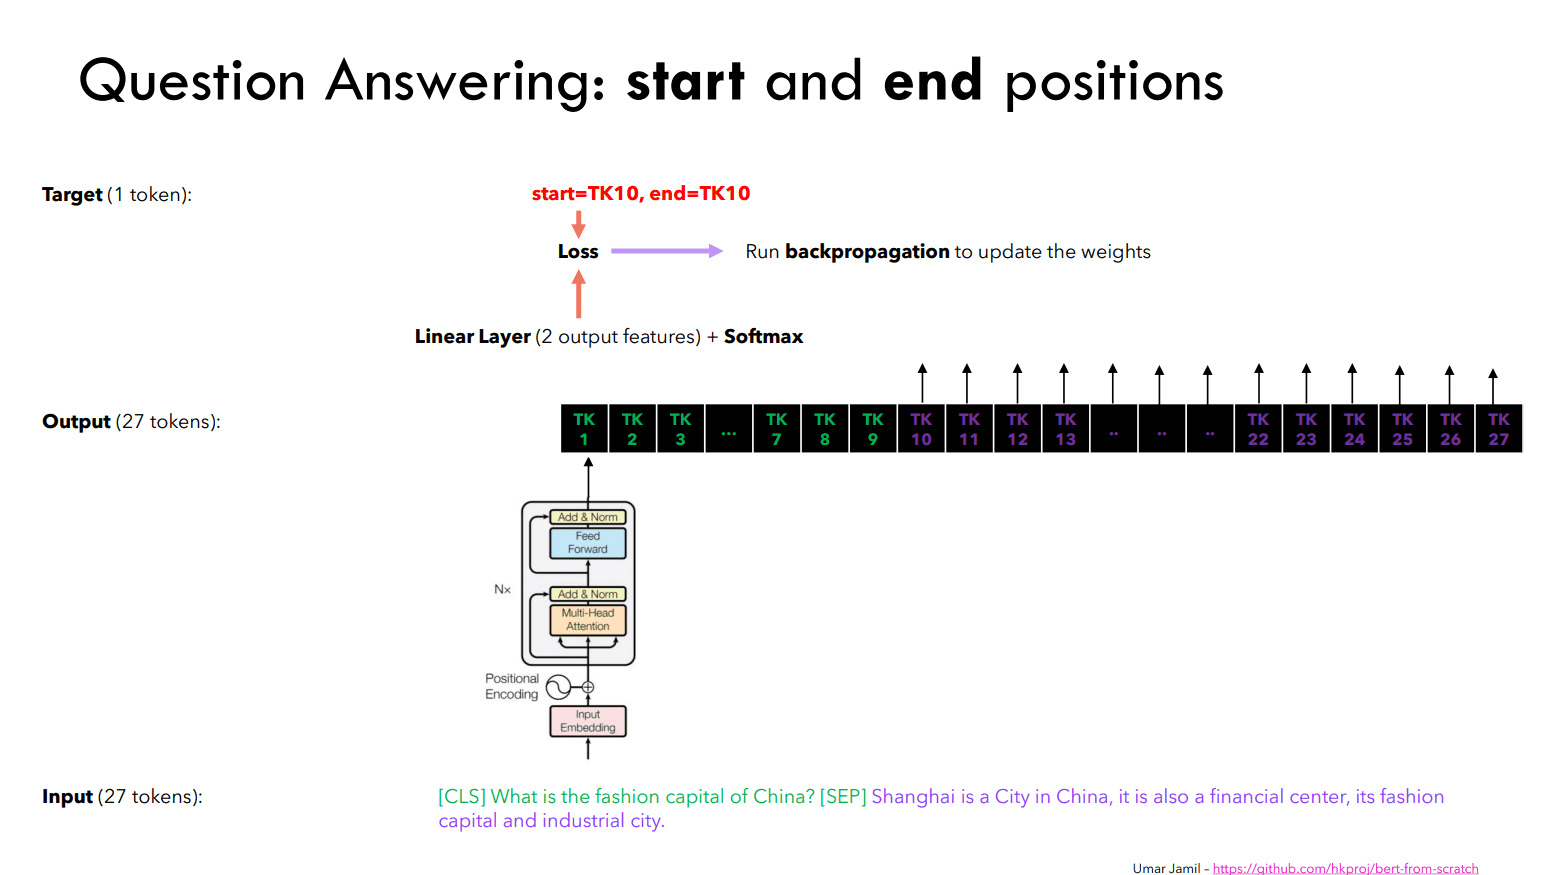 Question Answering: start and end positions
Target (1 token):
start=TK10, end=TK10
Loss
Run backpropagation to update the weights
Linear Layer (2 output features) + Softmax
Output (27 tokens):
TK 1
TK 2
TK 3
...
TK 7
TK 8
TK 9
TK 10
TK 11
TK 12
TK 13
..
..
..
TK 22
TK 23
TK 24
TK 25
TK 26
TK 27
Add & Norm
Feed
Forward
Nx
Add & Norm
Multi-Head
Attention
Positional
Encoding
Input
Embedding
Input (27 tokens):
[CLS] What is the fashion capital of China? [SEP] Shanghai is a City in China, it is also a financial center, its fashion
capital and industrial city.
Umar Jamil – https://github.com/hkproj/bert-from-scratch